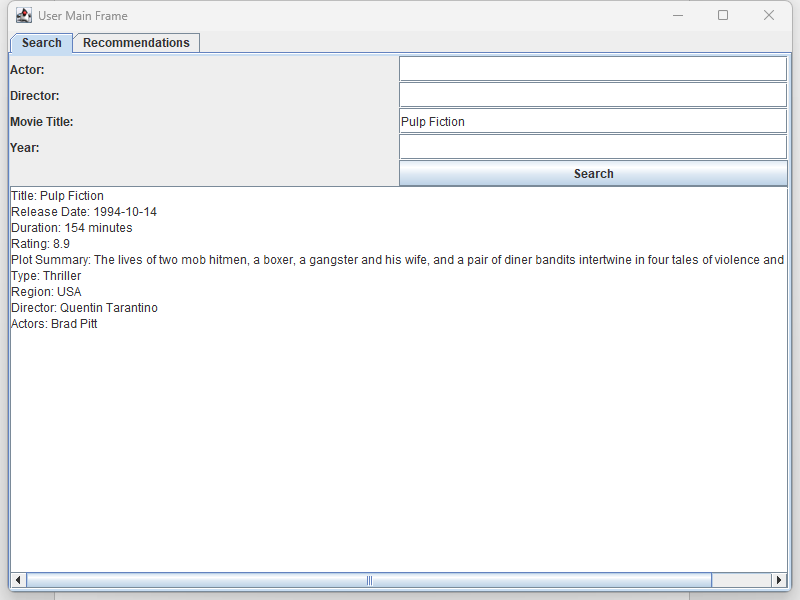 User Main Frame
Search Recommendations
Actor:
Director:
Movie Title: Pulp Fiction
Year:
Search
Title: Pulp Fiction
Release Date: 1994-10-14
Duration: 154 minutes
Rating: 8.9
Plot Summary: The lives of two mob hitmen, a boxer, a gangster and his wife, and a pair of diner bandits intertwine in four tales of violence and
Type: Thriller
Region: USA
Director: Quentin Tarantino
Actors: Brad Pitt